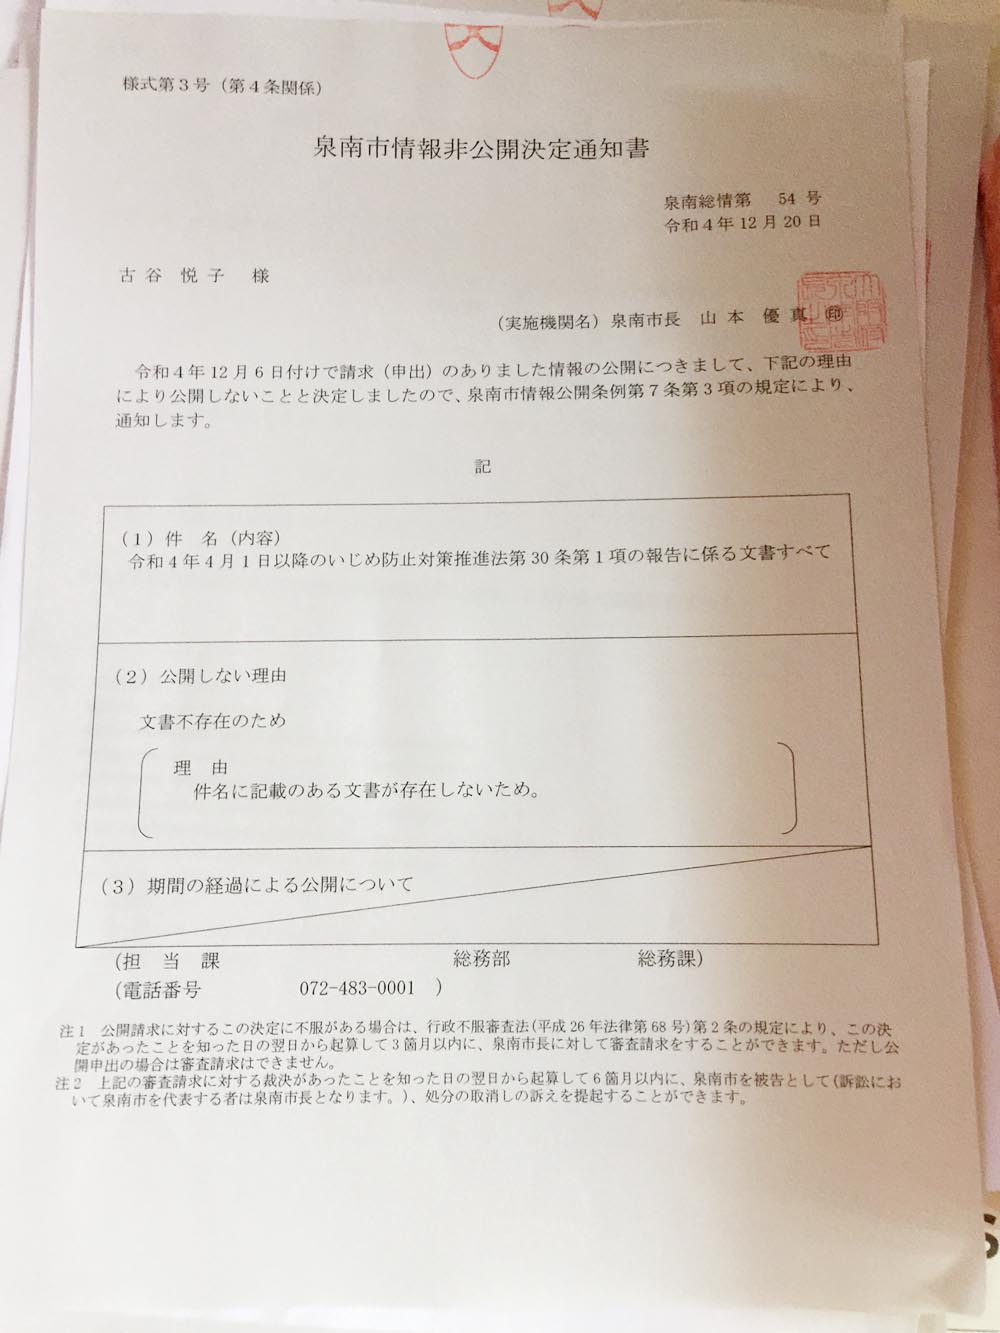 様式第3号（第4条関係）
泉南市情報非公開決定通知書
泉南総情第　54 号
令和4年12月20日
古 谷　悦 子　様
（実施機関名）泉南市長　山 本　優 真 ㊞
令和4年12月6日付けで請求（申出）のありました情報の公開につきまして、下記の理由
により公開しないことと決定しましたので、泉南市情報公開条例第7条第3項の規定により、
通知します。
記
（1）件　名（内容）
令和4年4月1日以降のいじめ防止対策推進法第30条第1項の報告に係る文書すべて
（2）公開しない理由
文書不存在のため
理　由
件名に記載のある文書が存在しないため。
（3）期間の経過による公開について
（担　当　課　　　総務部　　　総務課）
（電話番号　　　072-483-0001　）
注1　公開請求に対するこの決定に不服がある場合は、行政不服審査法(平成26年法律第68号)第2条の規定により、この決
定があったことを知った日の翌日から起算して3箇月以内に、泉南市長に対して審査請求をすることができます。ただし公
開申出の場合は審査請求はできません。
注2　上記の審査請求に対する裁決があったことを知った日の翌日から起算して6箇月以内に、泉南市を被告として(訴訟にお
いて泉南市を代表する者は泉南市長となります。)、処分の取消しの訴えを提起することができます。